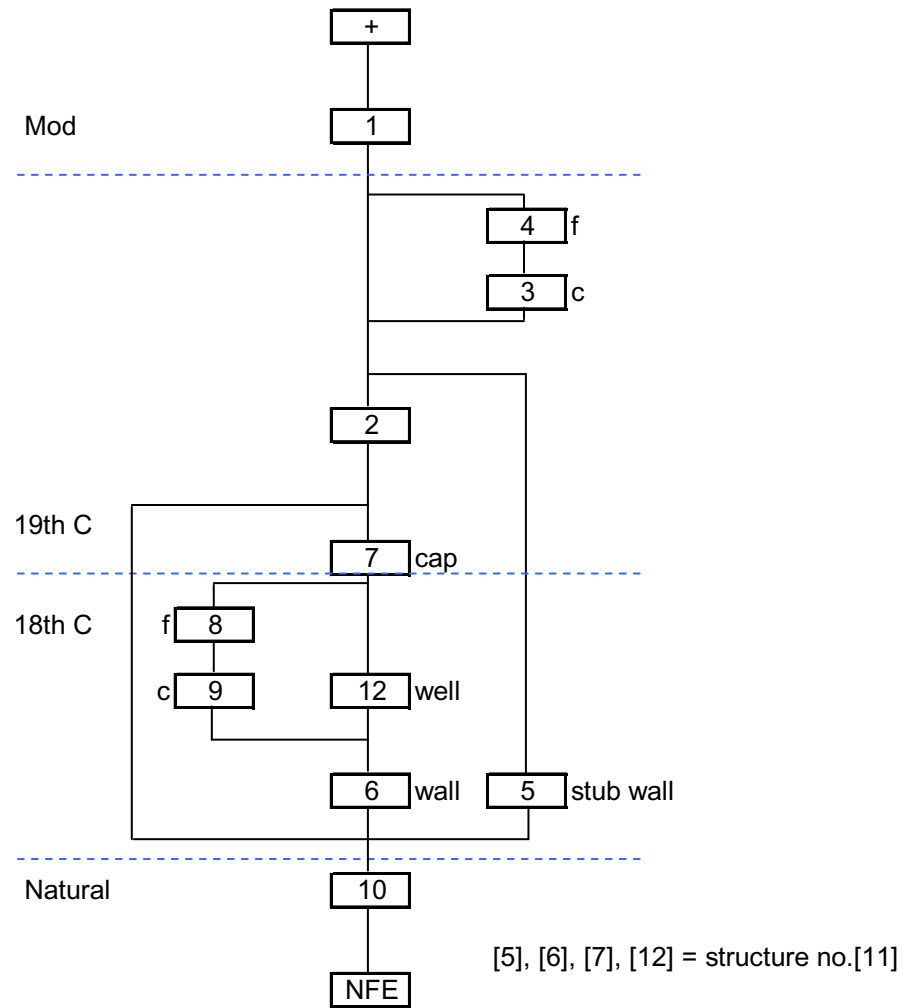 +
Mod
1
4 f
3 c
2
19th C
7 cap
18th C
f 8
c 9
12 well
6 wall
5 stub wall
Natural
10
[5], [6], [7], [12] = structure no.[11]
NFE